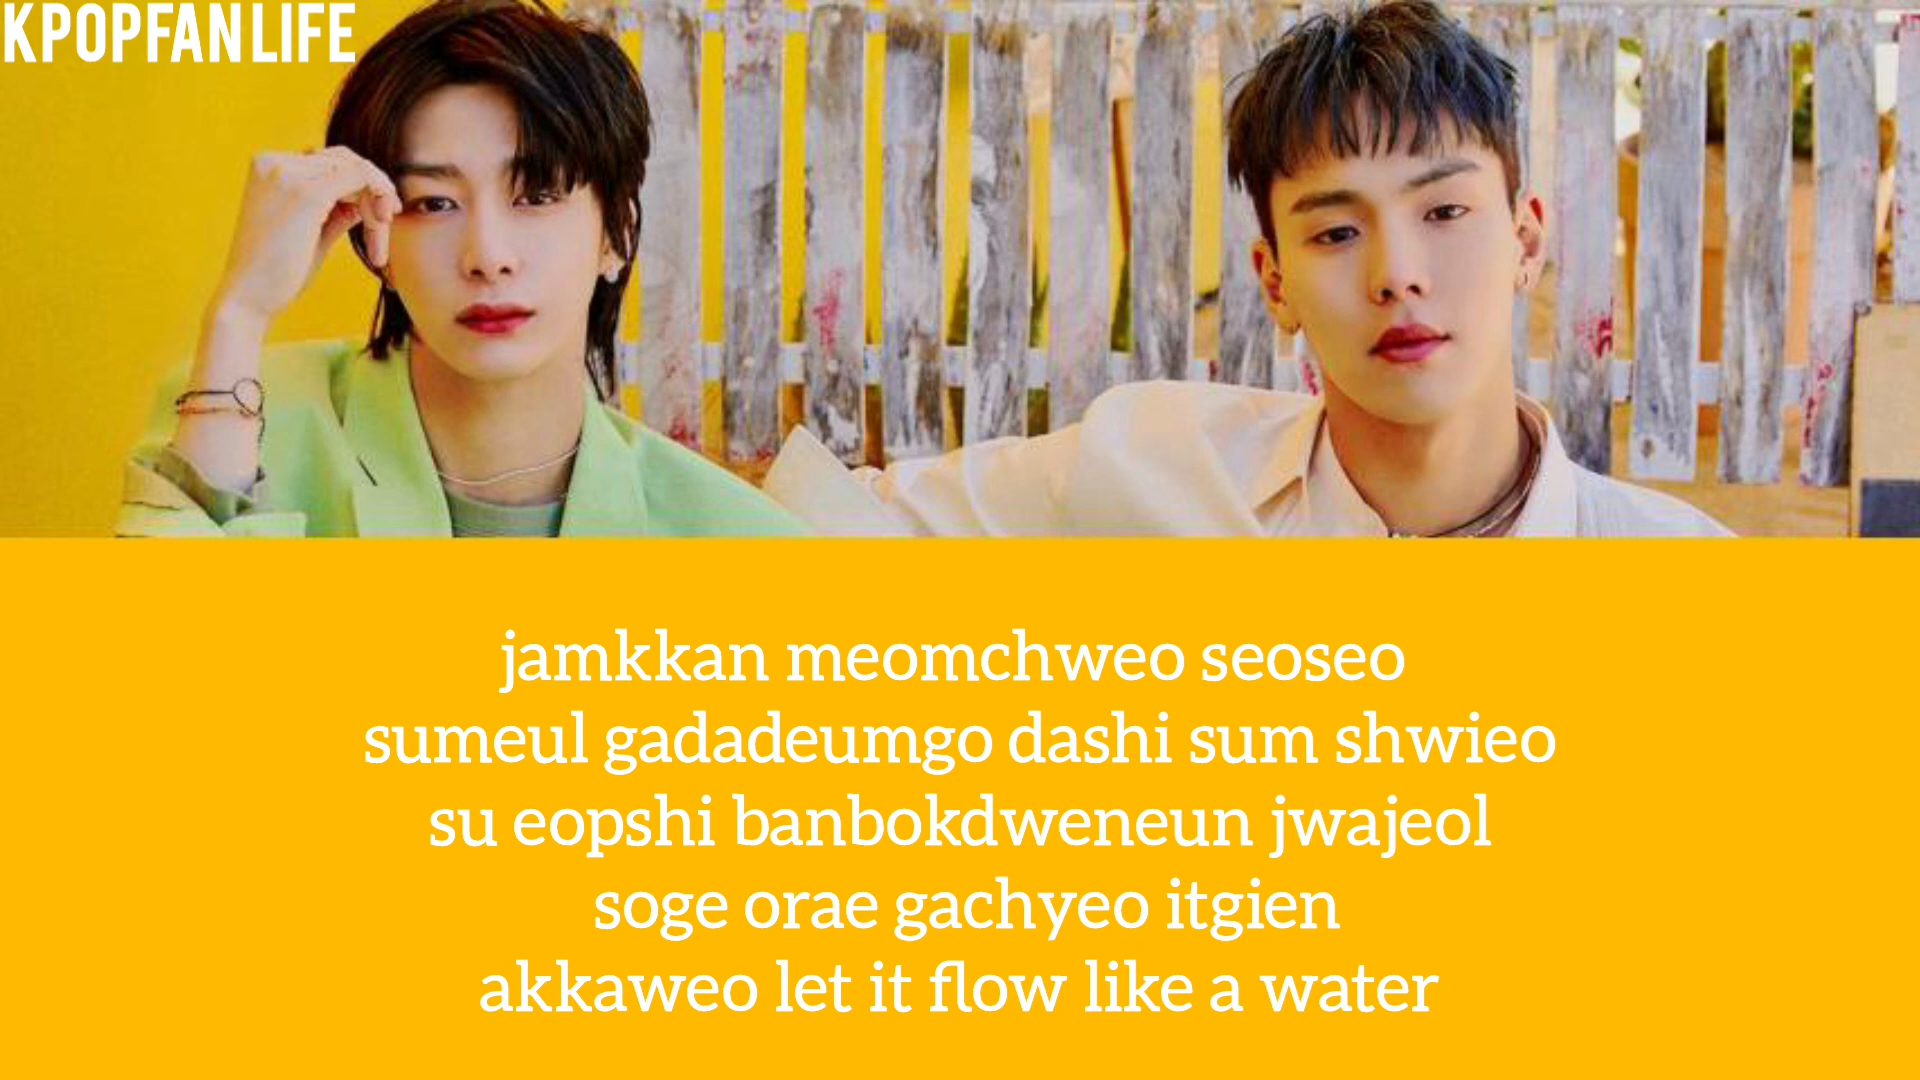 KPOPFANLIFE
jamkkan meomchweo seoseo
sumeul gadadeumgo dashi sum shwieo
su eopshi banbokdweneun jwajeol
soge orae gachyeo itgien
akkaweo let it flow like a water